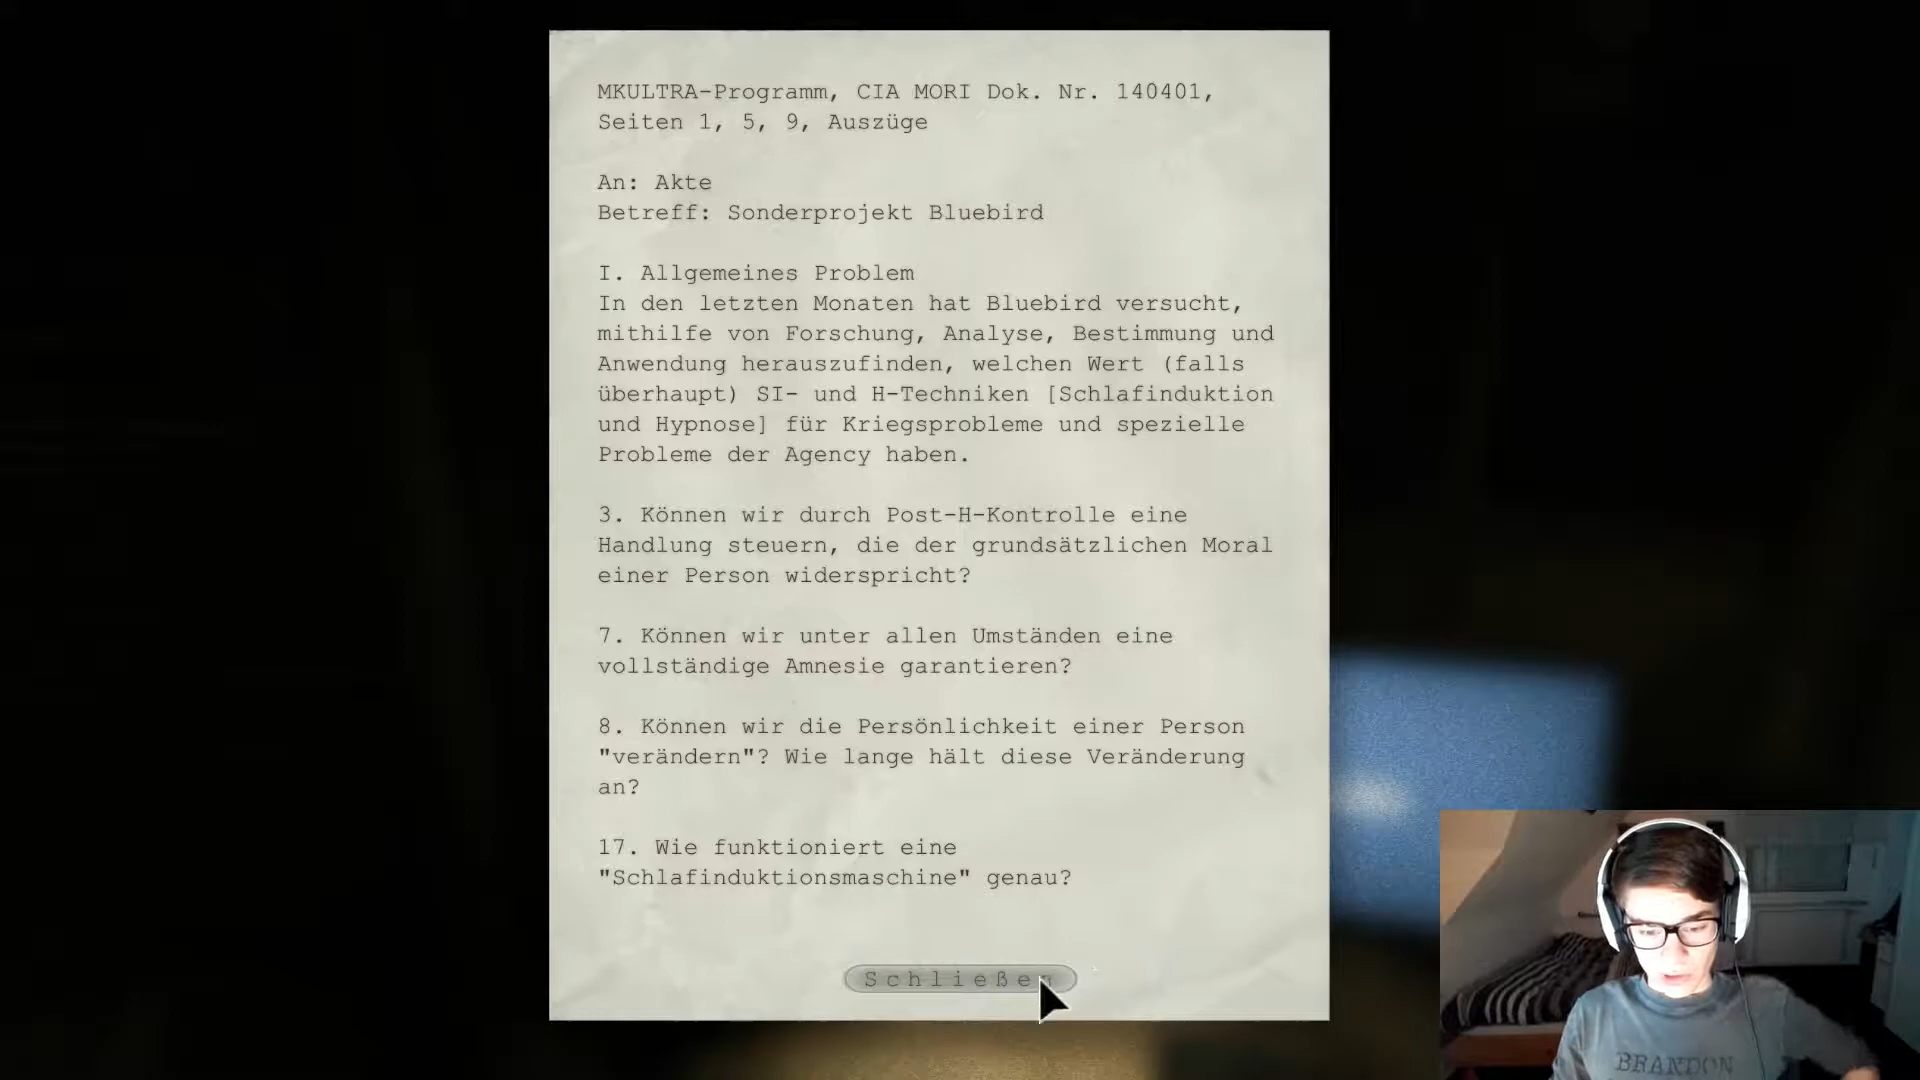 MKULTRA-Programm, CIA MORI Dok. Nr. 140401,
Seiten 1, 5, 9, Auszüge
An: Akte
Betreff: Sonderprojekt Bluebird
I. Allgemeines Problem
In den letzten Monaten hat Bluebird versucht,
mithilfe von Forschung, Analyse, Bestimmung und
Anwendung herauszufinden, welchen Wert (falls
überhaupt) SI- und H-Techniken [Schlafinduktion
und Hypnose] für Kriegsprobleme und spezielle
Probleme der Agency haben.
3. Können wir durch Post-H-Kontrolle eine
Handlung steuern, die der grundsätzlichen Moral
einer Person widerspricht?
7. Können wir unter allen Umständen eine
vollständige Amnesie garantieren?
8. Können wir die Persönlichkeit einer Person
"verändern"? Wie lange hält diese Veränderung
an?
17. Wie funktioniert eine
"Schlafinduktionsmaschine" genau?
Schließen
BRANDON